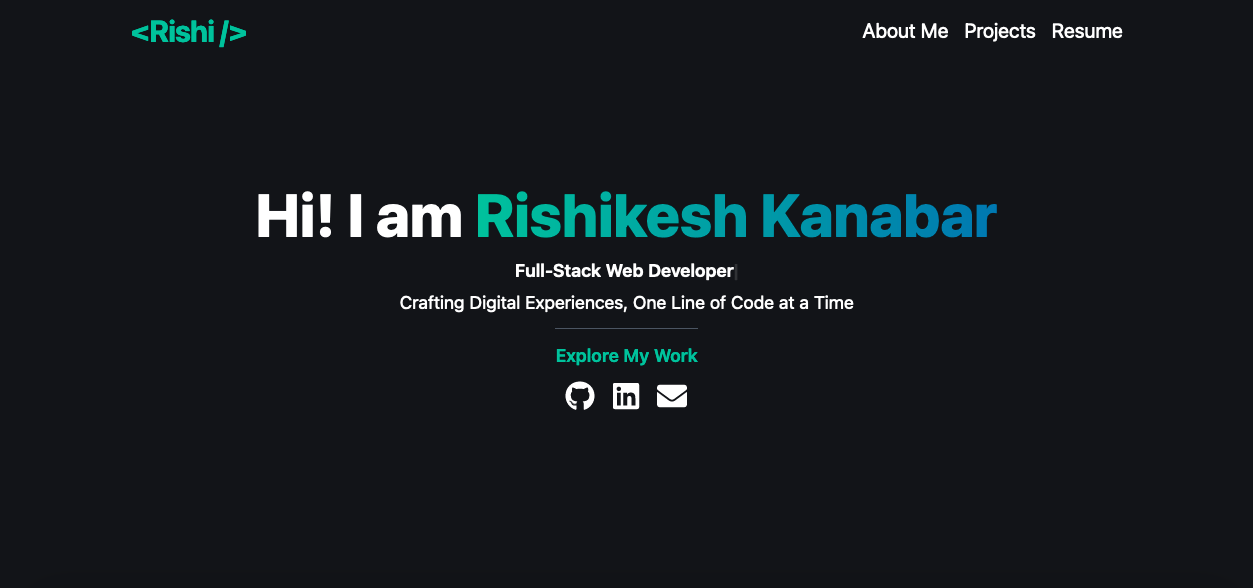 <Rishi />
About Me Projects Resume
Hi! I am Rishikesh Kanabar
Full-Stack Web Developer|
Crafting Digital Experiences, One Line of Code at a Time
Explore My Work
in